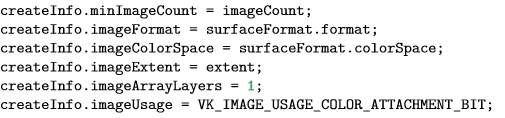 createInfo.minImageCount = imageCount;
createInfo.imageFormat = surfaceFormat.format;
createInfo.imageColorSpace = surfaceFormat.colorSpace;
createInfo.imageExtent = extent;
createInfo.imageArrayLayers = 1;
createInfo.imageUsage = VK_IMAGE_USAGE_COLOR_ATTACHMENT_BIT;